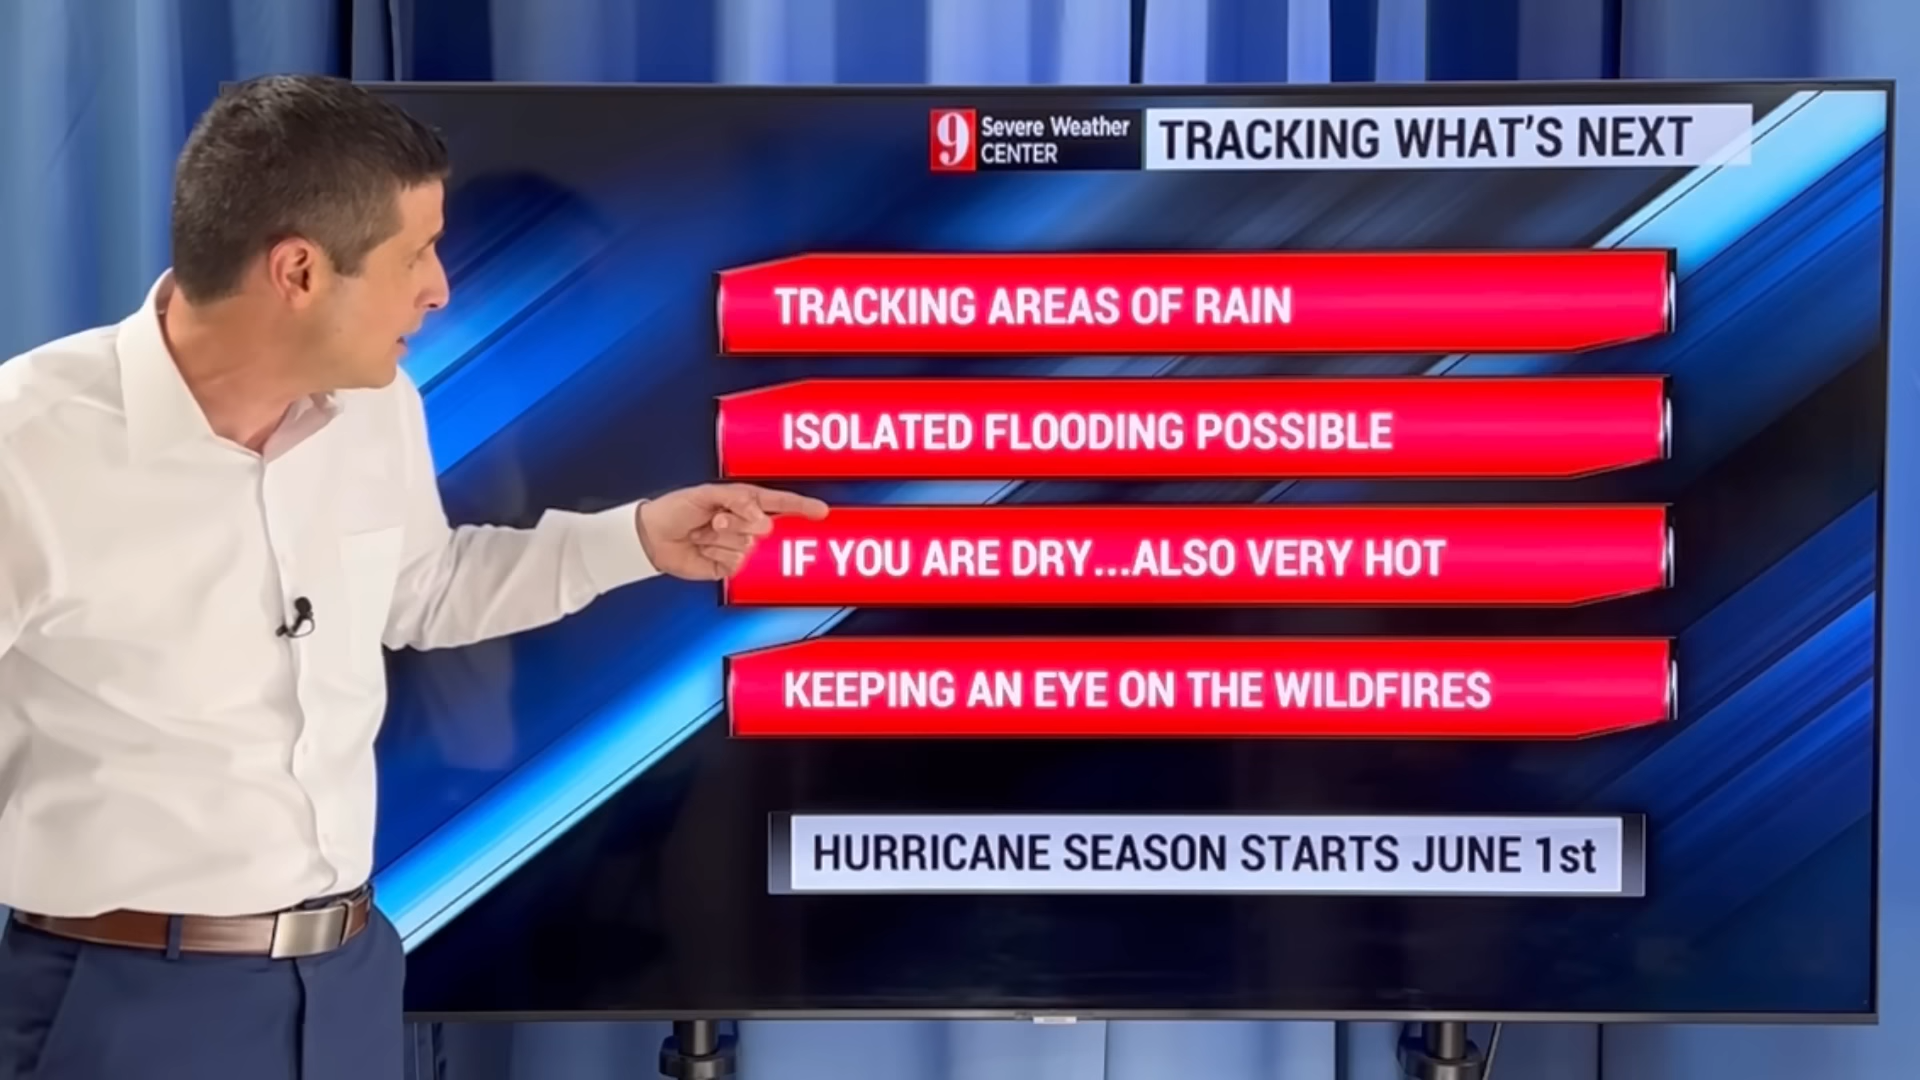 9 Severe Weather
CENTER
TRACKING WHAT'S NEXT
TRACKING AREAS OF RAIN
ISOLATED FLOODING POSSIBLE
IF YOU ARE DRY...ALSO VERY HOT
KEEPING AN EYE ON THE WILDFIRES
HURRICANE SEASON STARTS JUNE 1st